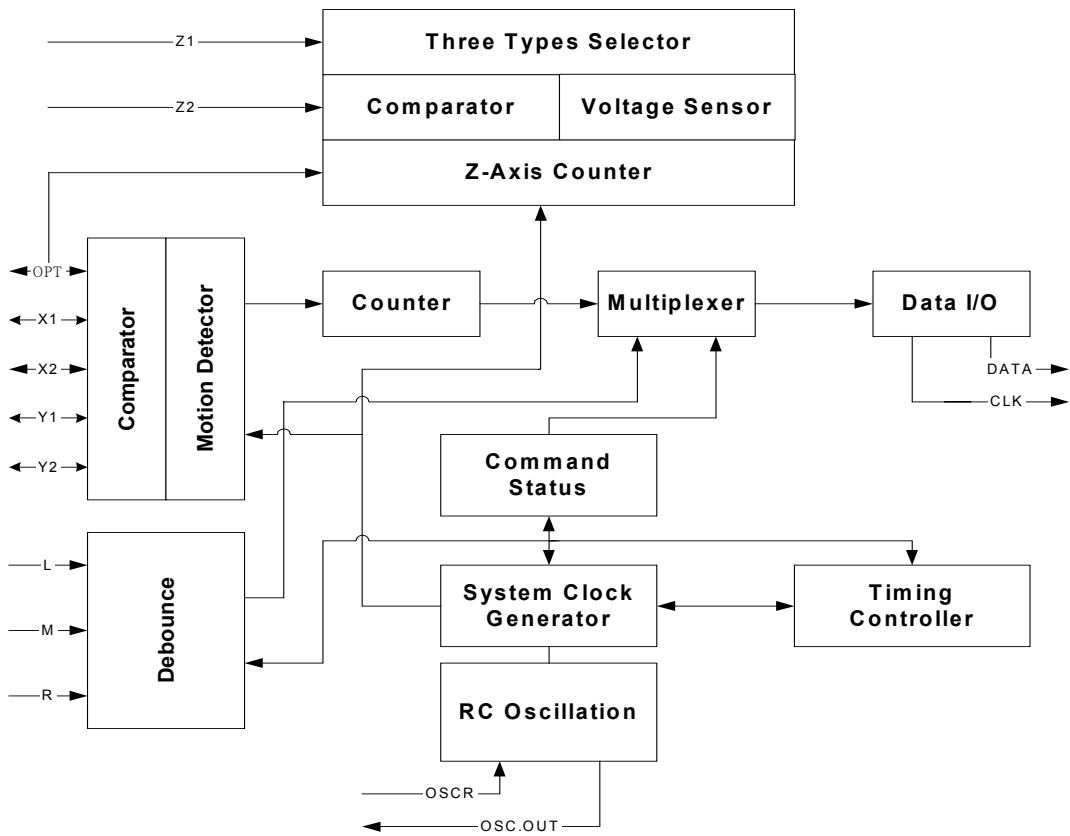 Z1
Three Types Selector
Z2
Comparator
Voltage Sensor
Z-Axis Counter
OPT
X1
X2
Y1
Y2
Comparator
Motion Detector
Counter
Multiplexer
Data I/O
DATA
CLK
Command
Status
L
M
R
Debounce
System Clock
Generator
Timing
Controller
RC Oscillation
OSCR
OSC.OUT